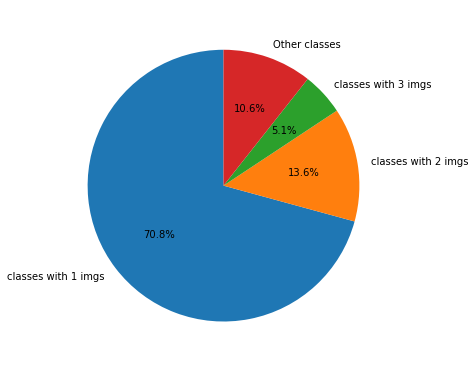 Other classes
classes with 3 imgs
10.6%
5.1%
classes with 2 imgs
13.6%
70.8%
classes with 1 imgs